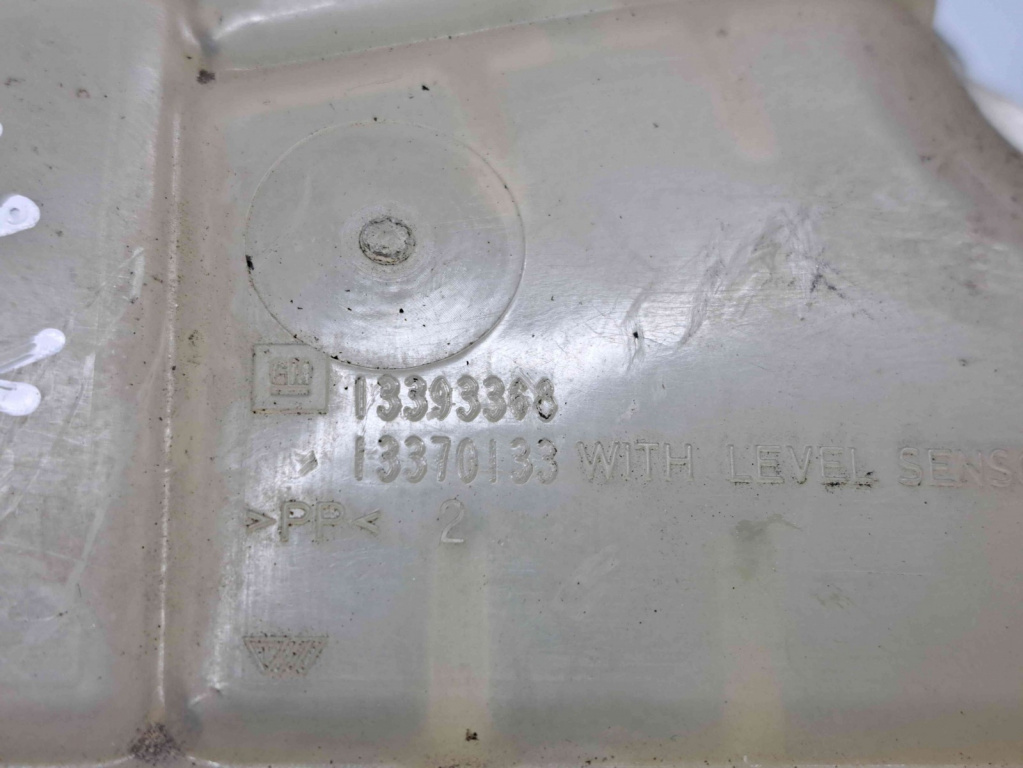 GM 13393368
13370133 WITH LEVEL SENS
>PP< 2